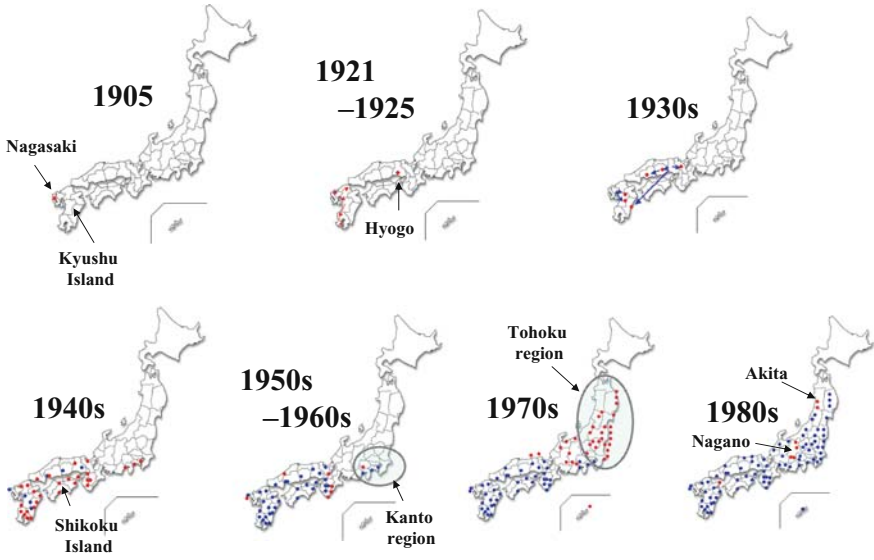 1905
Nagasaki
Kyushu
Island
1921
–1925
Hyogo
1930s
1940s
Shikoku
Island
1950s
–1960s
Kanto
region
Tohoku
region
1970s
Akita
1980s
Nagano